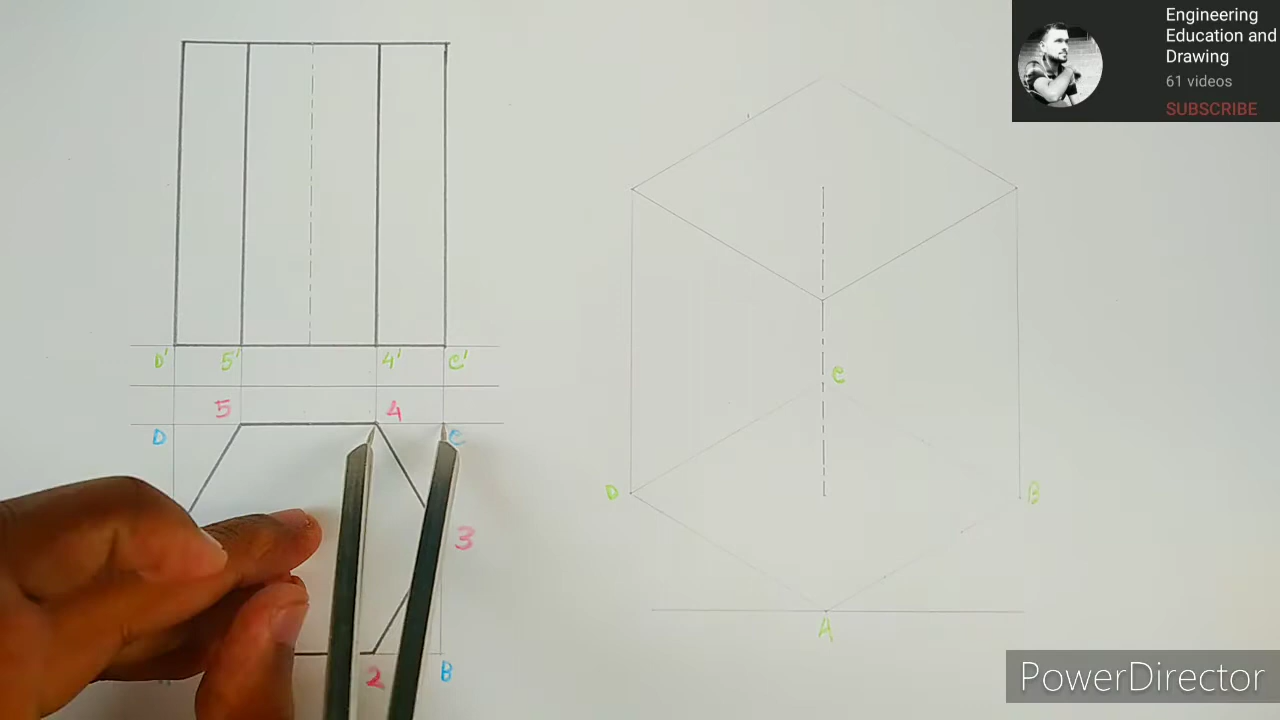 Engineering
Education and
Drawing
61 videos
SUBSCRIBE
D' 5' 4' C'
5 4
D C
3
2 B
C
D B
A
PowerDirector